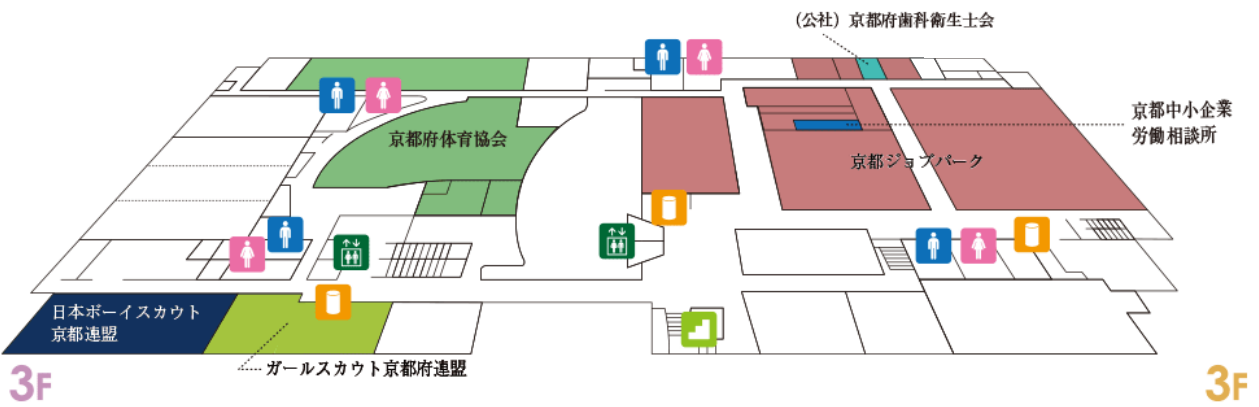 （公社）京都府歯科衛生士会
京都府体育協会
京都中小企業
労働相談所
京都ジョブパーク
日本ボーイスカウト
京都連盟
ガールスカウト京都府連盟
3F
3F